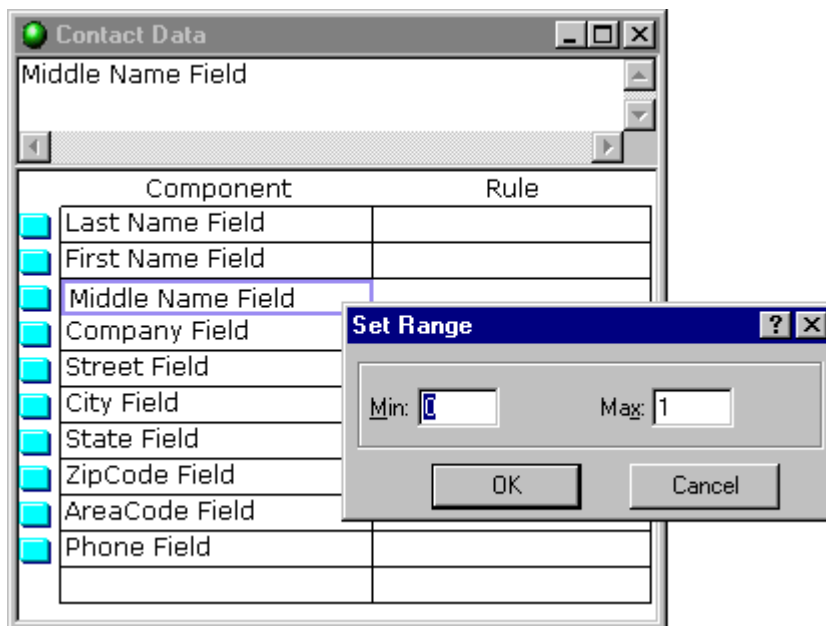 Contact Data
Middle Name Field
Component Rule
Last Name Field
First Name Field
Middle Name Field
Company Field
Street Field
City Field
State Field
ZipCode Field
AreaCode Field
Phone Field
Set Range
Min: 0 Max: 1
OK Cancel